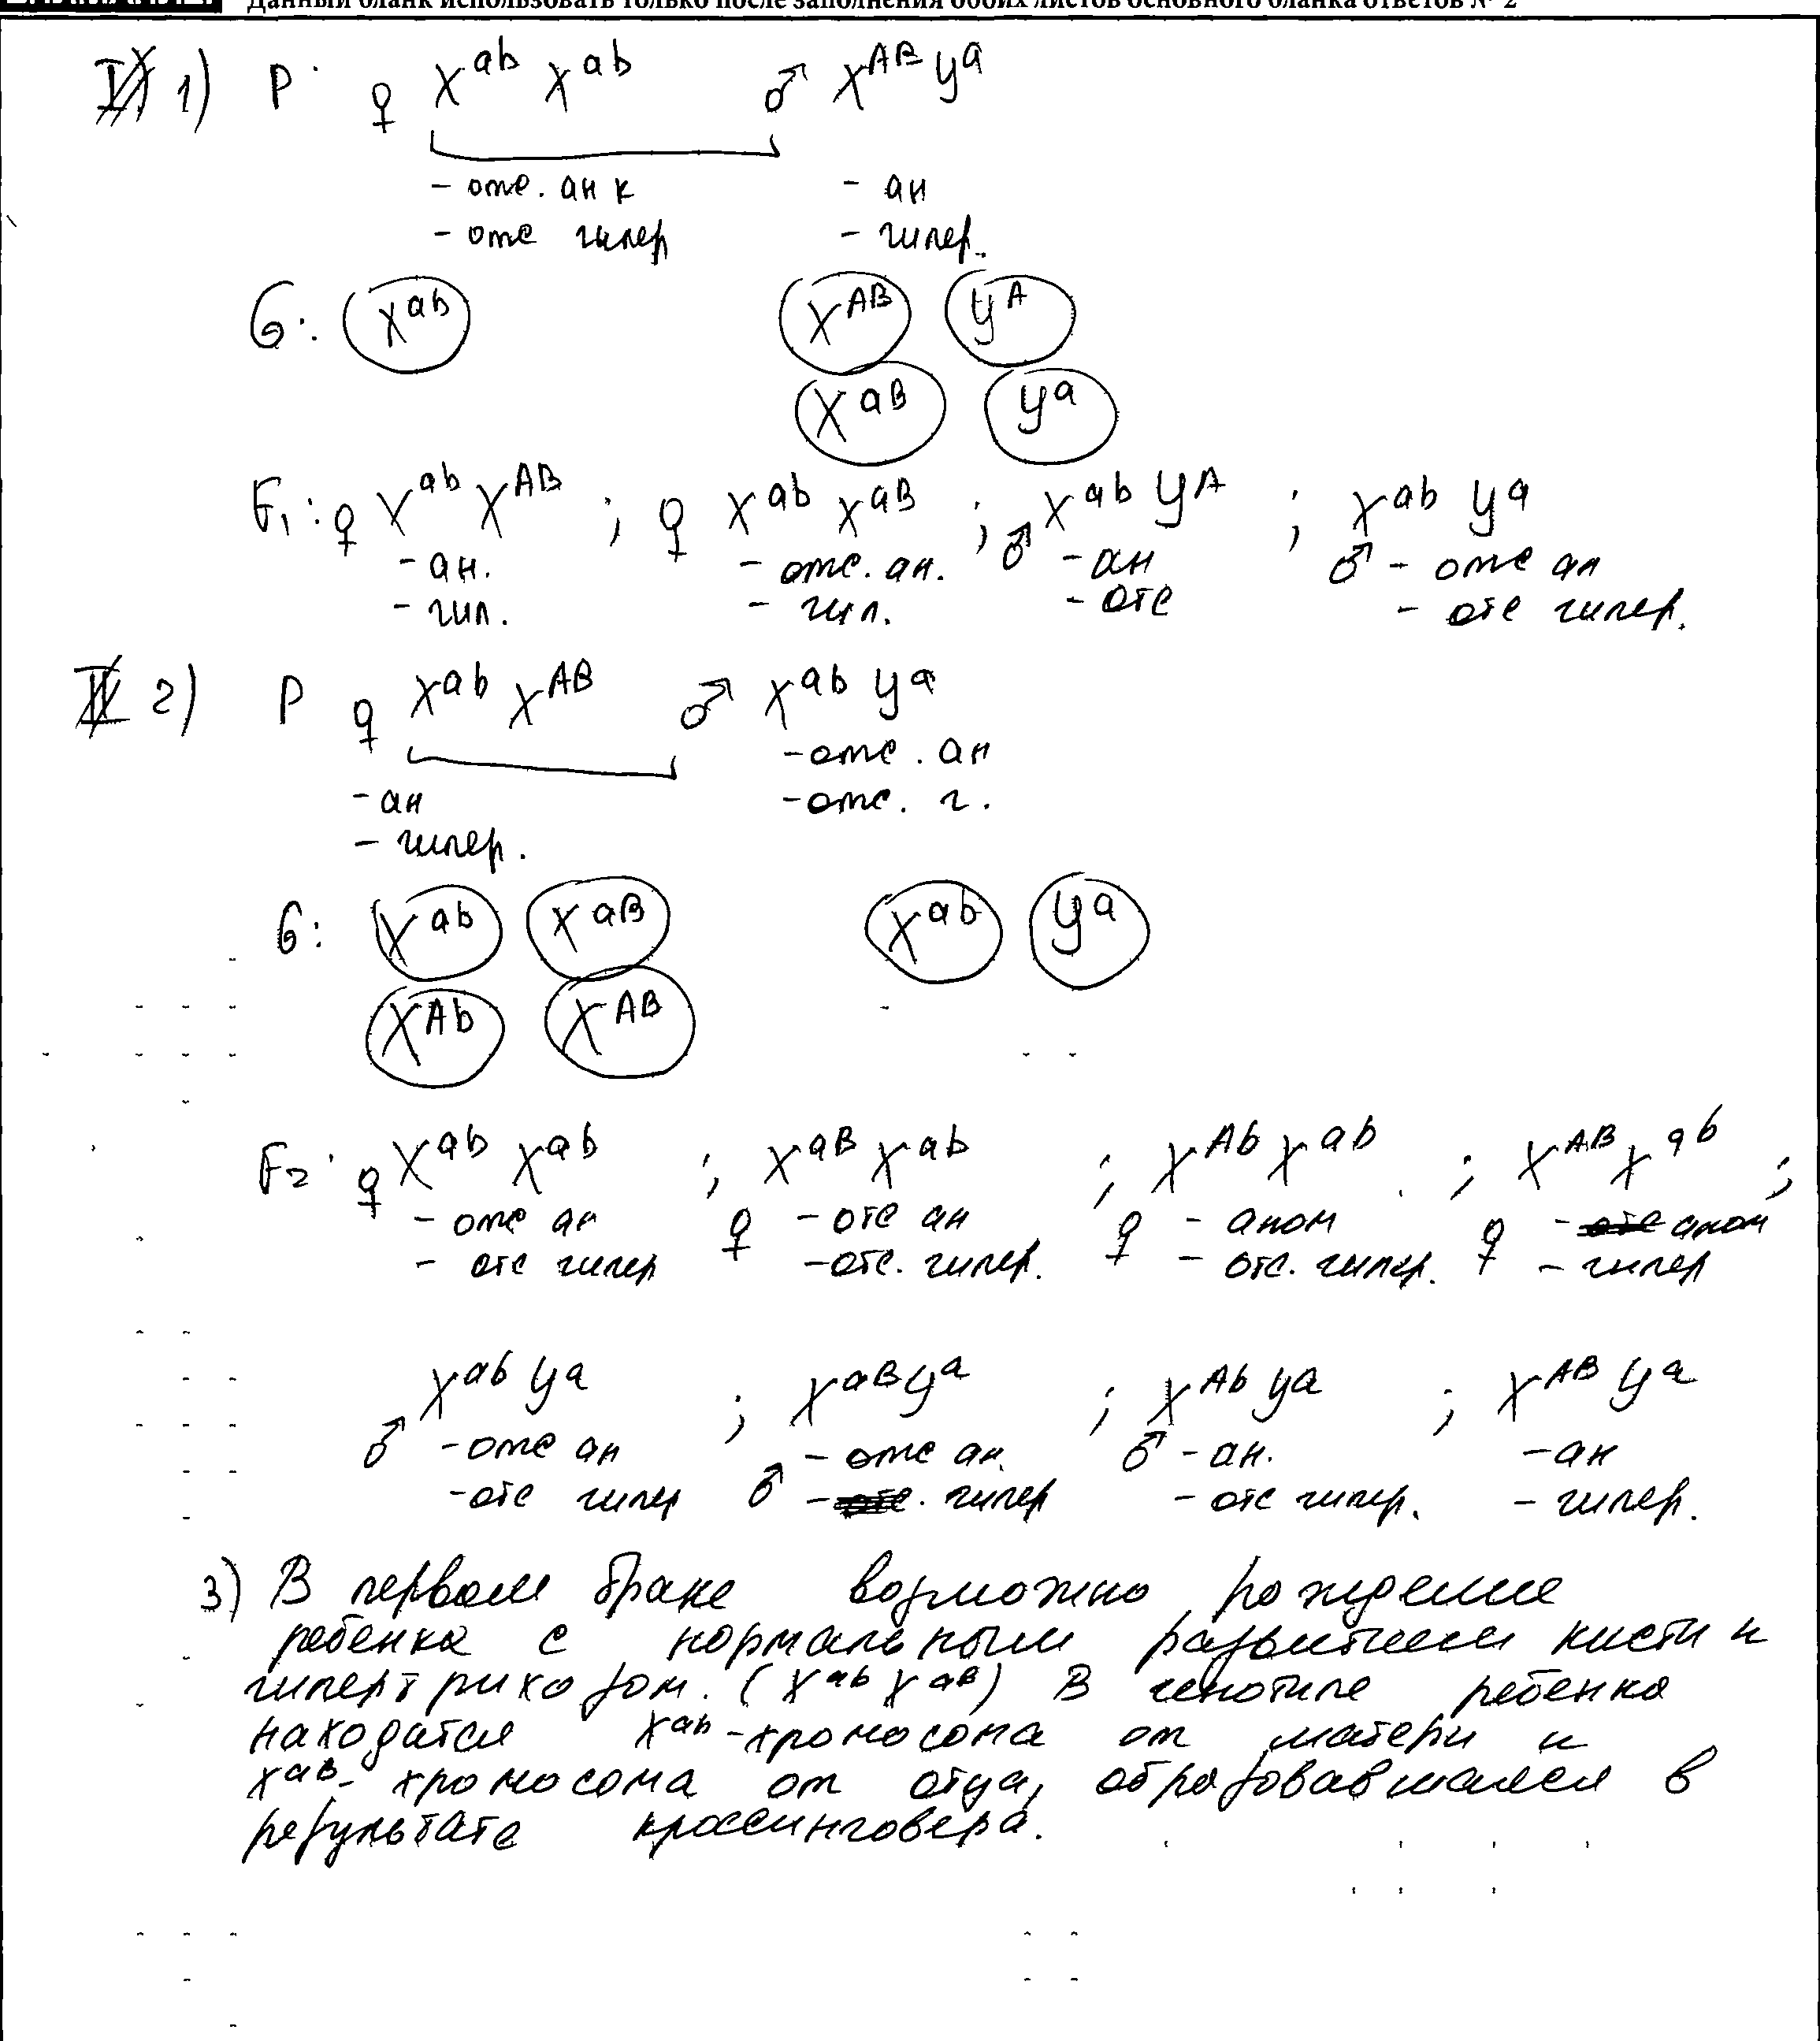 Данный бланк использовать только после заполнения обоих листов основного бланка ответов № 2
1) P: ♀ X^ab X^ab ♂ X^AB Y^a
- отс. ан к - ан
- отс гипер - гипер.
G: X^ab X^AB Y^A
X^aB Y^a
F₁: ♀ X^ab X^AB ; ♀ X^ab X^aB ; ♂ X^ab Y^A ; X^ab Y^a
- ан. - отс. ан. - ан ♂ - отс ан
- гип. - гип. - отс - отс гипер.
2) P ♀ X^ab X^AB ♂ X^ab Y^a
- отс. ан
- ан - отс. г.
- гипер.
G: X^ab X^aB X^ab Y^a
X^Ab X^AB
F₂: ♀ X^ab X^ab ; X^aB X^ab ; X^Ab X^ab ; X^AB X^ab ;
- отс ан ♀ - отс ан ♀ - аном ♀ - аном
- отс гипер - отс. гипер. - отс. гипер. - гипер
X^ab Y^a ; X^aB Y^a ; X^Ab Y^a ; X^AB Y^a
♂ - отс ан - отс ан. ♂ - ан. - ан
- отс гипер ♂ - гипер - отс гипер. - гипер.
3) В первом браке возможно рождение
ребенка с нормальным развитием кисти и
гипертрихозом. (X^ab X^aB) В генотипе ребенка
находятся X^ab-хромосома от матери и
X^aB-хромосома от отца, образовавшаяся в
результате кроссинговера.